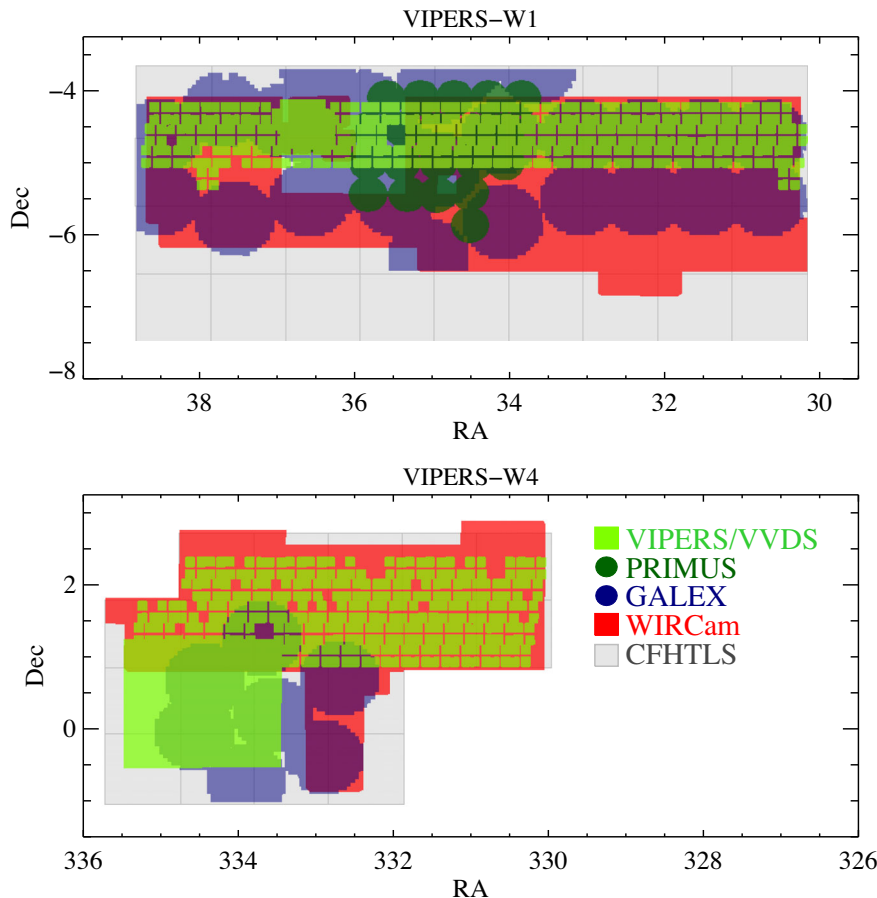 VIPERS−W1
Dec
−4
−6
−8
38
36
34
32
30
RA
VIPERS−W4
Dec
2
0
VIPERS/VVDS
PRIMUS
GALEX
WIRCam
CFHTLS
336
334
332
330
328
326
RA